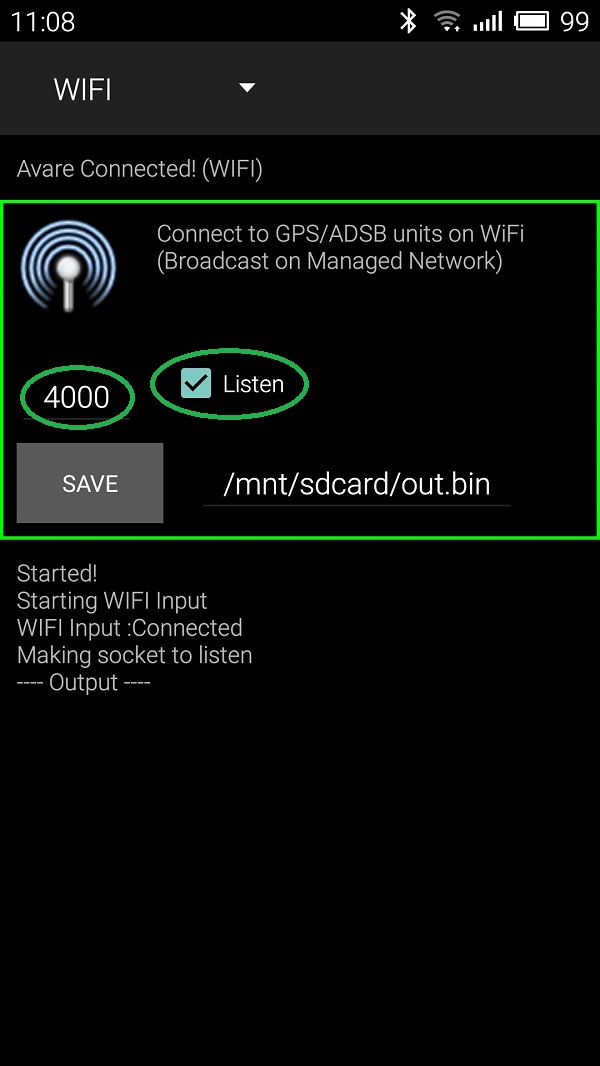 11:08 99
WIFI
Avare Connected! (WIFI)
Connect to GPS/ADSB units on WiFi
(Broadcast on Managed Network)
4000 Listen
SAVE /mnt/sdcard/out.bin
Started!
Starting WIFI Input
WIFI Input :Connected
Making socket to listen
---- Output ----